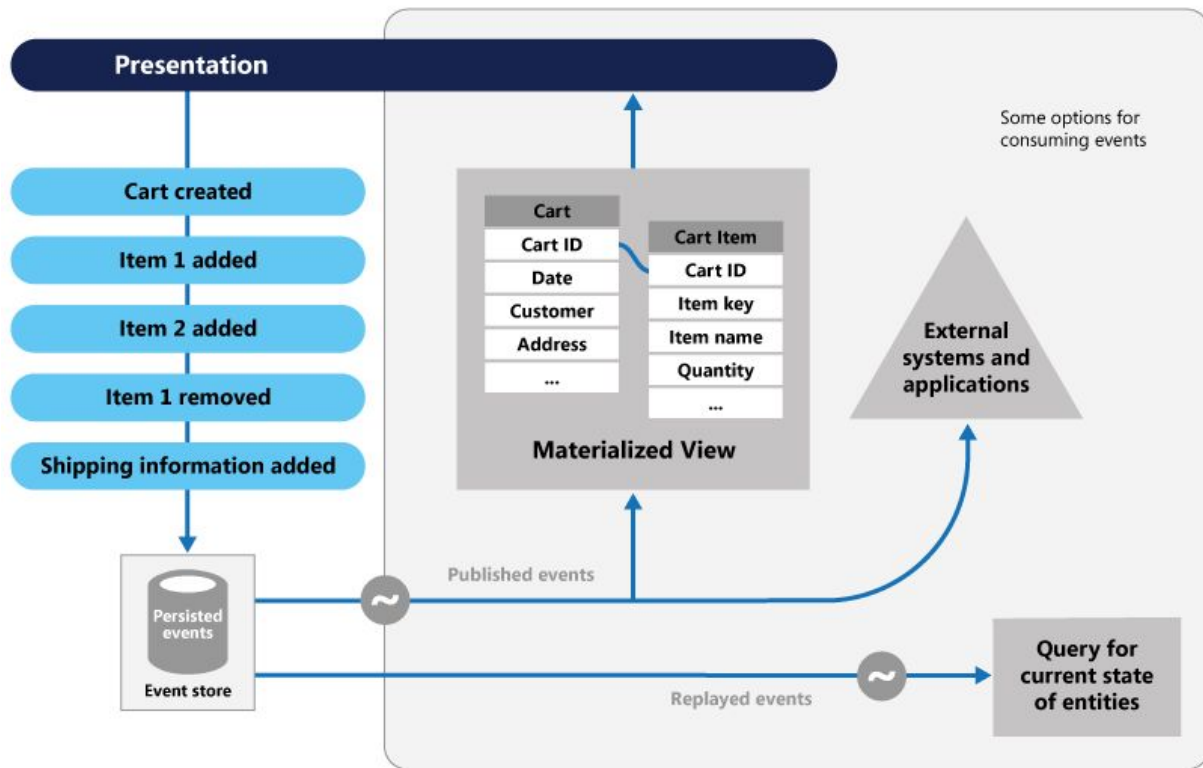 Presentation
Some options for
consuming events
Cart created
Item 1 added
Item 2 added
Item 1 removed
Shipping information added
Cart
Cart ID
Date
Customer
Address
...
Cart Item
Cart ID
Item key
Item name
Quantity
...
Materialized View
External
systems and
applications
Persisted
events
Event store
Published events
Replayed events
Query for
current state
of entities